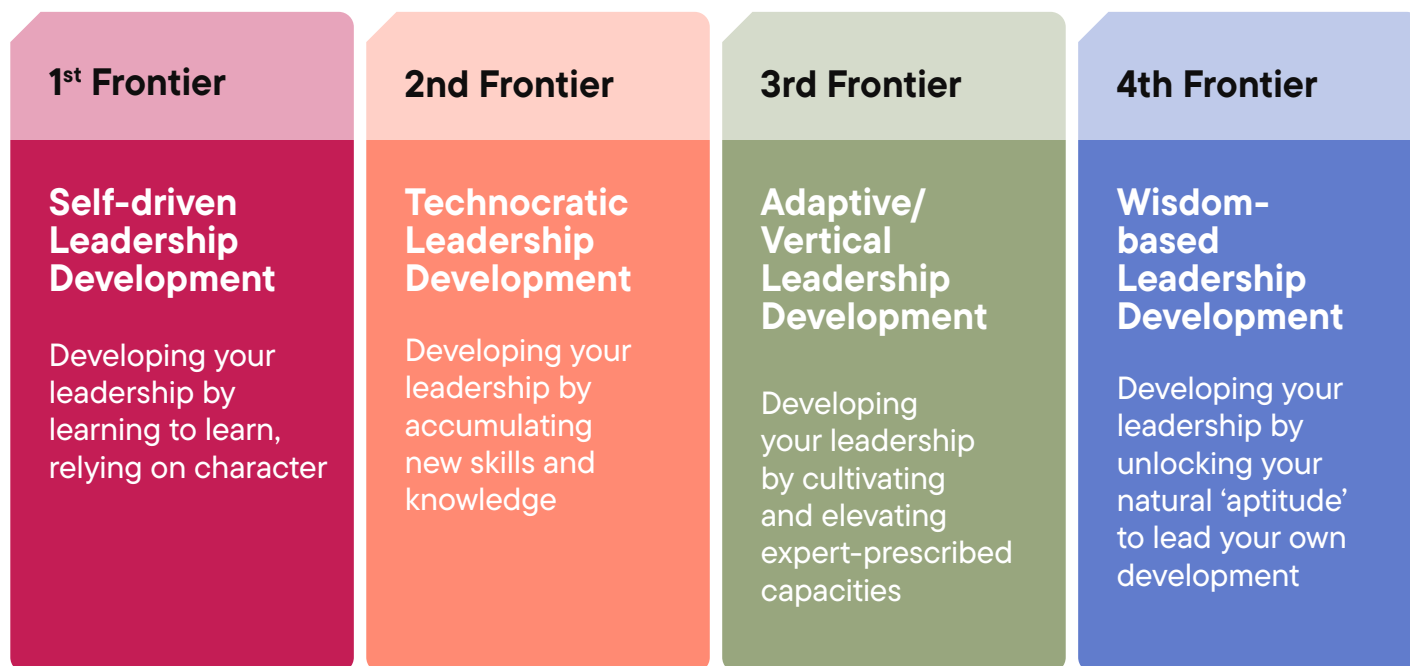 1st Frontier
Self-driven
Leadership
Development
Developing your
leadership by
learning to learn,
relying on character
2nd Frontier
Technocratic
Leadership
Development
Developing your
leadership by
accumulating
new skills and
knowledge
3rd Frontier
Adaptive/
Vertical
Leadership
Development
Developing
your leadership
by cultivating
and elevating
expert-prescribed
capacities
4th Frontier
Wisdom-
based
Leadership
Development
Developing your
leadership by
unlocking your
natural ‘aptitude’
to lead your own
development